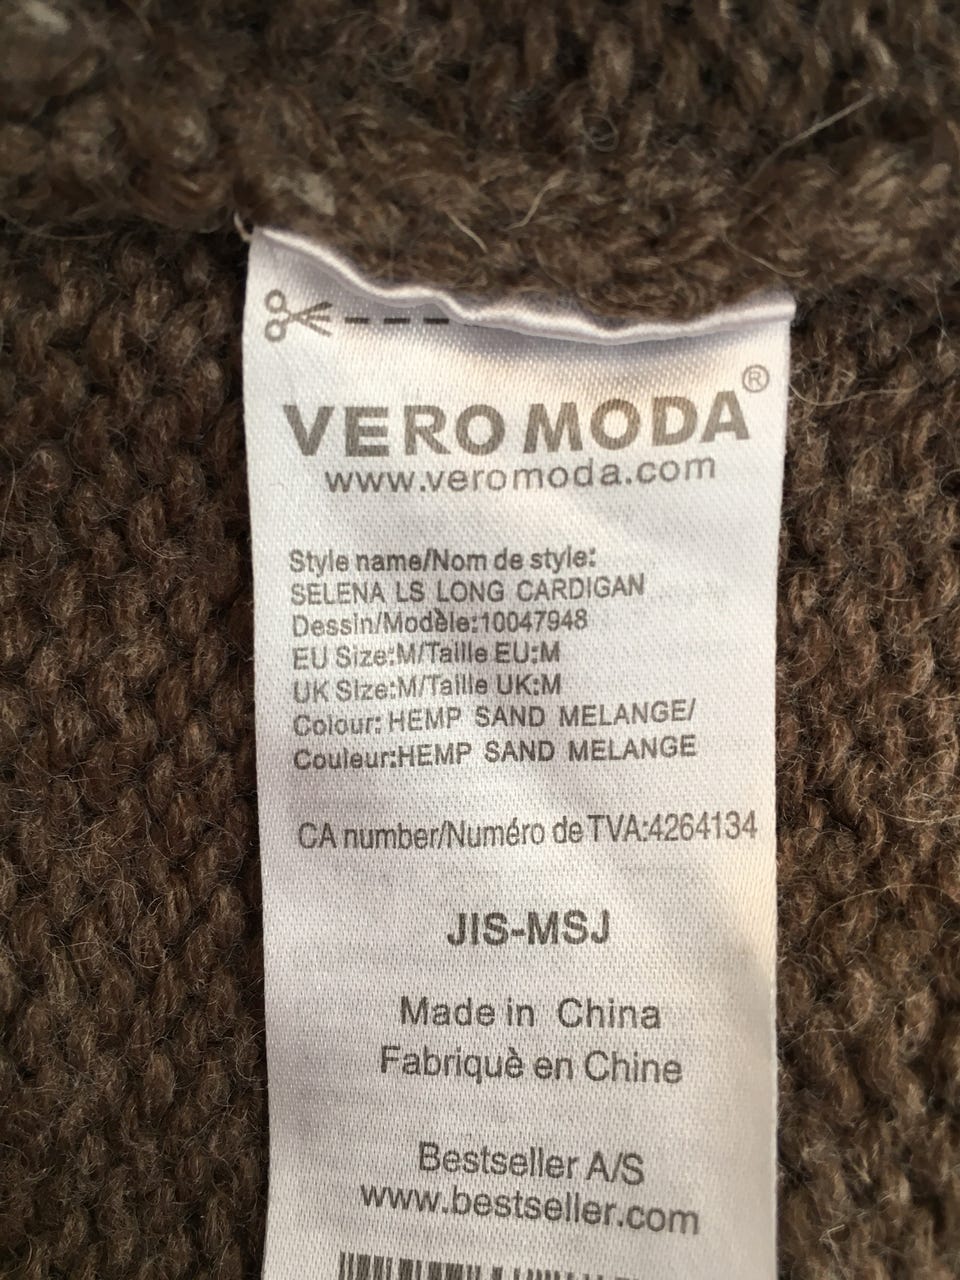 VERO MODA®
www.veromoda.com
Style name/Nom de style:
SELENA LS LONG CARDIGAN
Dessin/Modèle:10047948
EU Size:M/Taille EU:M
UK Size:M/Taille UK:M
Colour: HEMP SAND MELANGE/
Couleur:HEMP SAND MELANGE
CA number/Numéro de TVA:4264134
JIS-MSJ
Made in China
Fabriquè en Chine
Bestseller A/S
www.bestseller.com